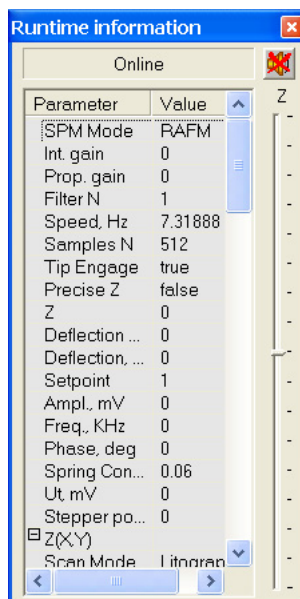 Runtime information
Online
Z
Parameter Value
SPM Mode RAFM
Int. gain 0
Prop. gain 0
Filter N 1
Speed, Hz 7.31888
Samples N 512
Tip Engage true
Precise Z false
Z 0
Deflection ... 0
Deflection, ... 0
Setpoint 1
Ampl., mV 0
Freq., KHz 0
Phase, deg 0
Spring Con... 0.06
Ut, mV 0
Stepper po... 0
Z(X,Y)
Scan Mode Litograp